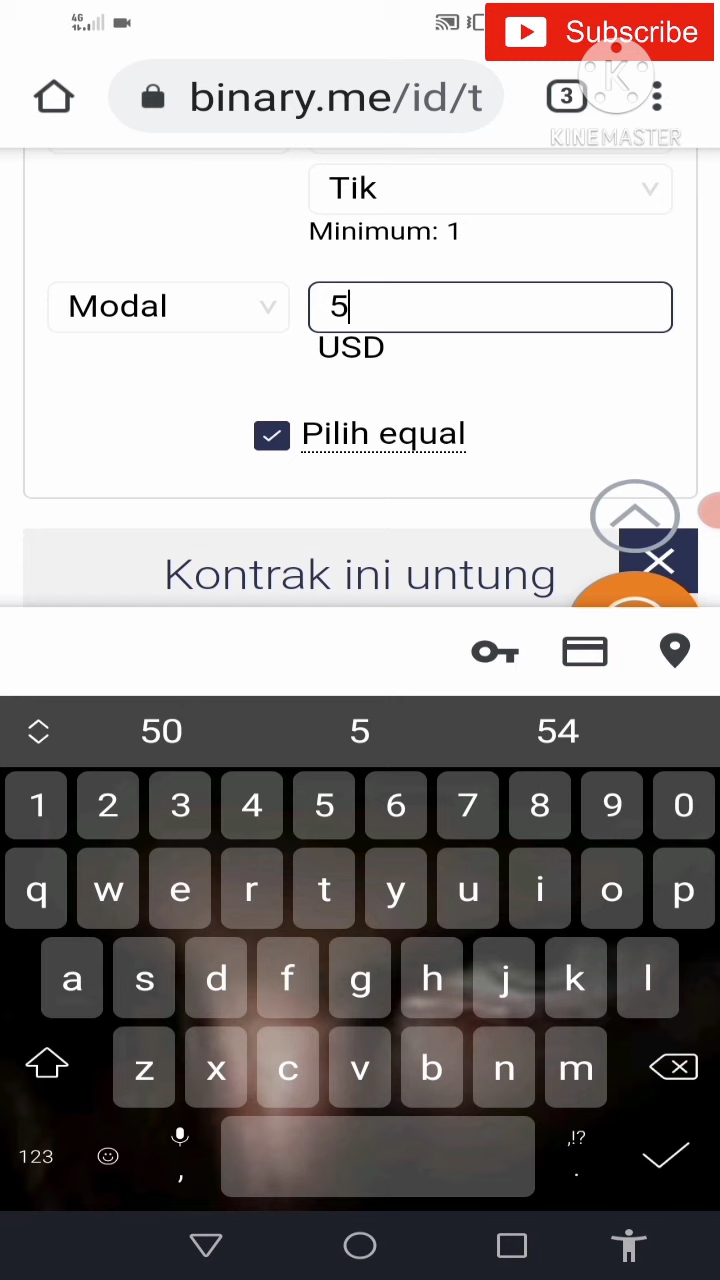 4G
Subscribe
binary.me/id/t
3
K
KINEMASTER
Tik
Minimum: 1
Modal
5
USD
Pilih equal
Kontrak ini untung
50 5 54
1 2 3 4 5 6 7 8 9 0
q w e r t y u i o p
a s d f g h j k l
z x c v b n m
123 , ,!? .